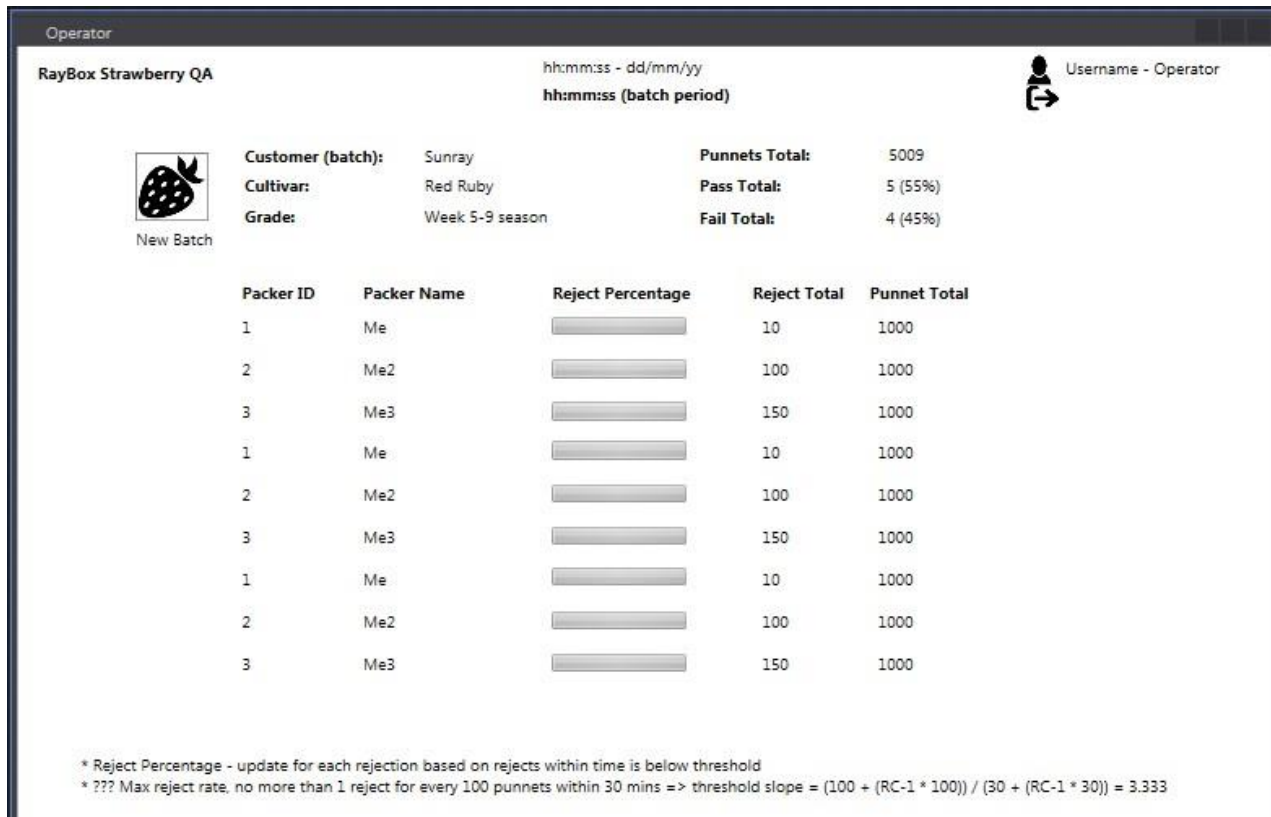 Operator
RayBox Strawberry QA
hh:mm:ss - dd/mm/yy
hh:mm:ss (batch period)
Username - Operator
New Batch
Customer (batch): Sunray
Cultivar: Red Ruby
Grade: Week 5-9 season
Punnets Total: 5009
Pass Total: 5 (55%)
Fail Total: 4 (45%)
Packer ID Packer Name Reject Percentage Reject Total Punnet Total
1 Me 10 1000
2 Me2 100 1000
3 Me3 150 1000
1 Me 10 1000
2 Me2 100 1000
3 Me3 150 1000
1 Me 10 1000
2 Me2 100 1000
3 Me3 150 1000
* Reject Percentage - update for each rejection based on rejects within time is below threshold
* ??? Max reject rate, no more than 1 reject for every 100 punnets within 30 mins => threshold slope = (100 + (RC-1 * 100)) / (30 + (RC-1 * 30)) = 3.333